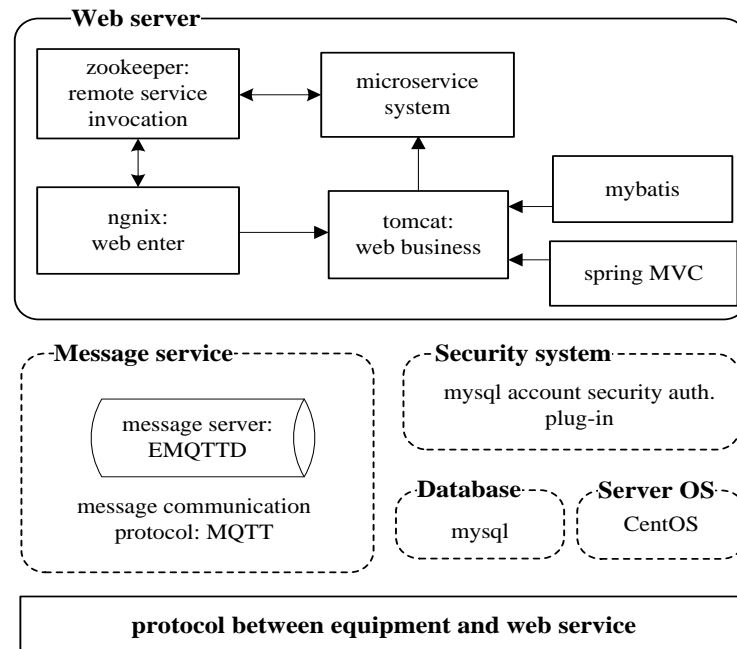 Web server
zookeeper:
remote service
invocation
microservice
system
ngnix:
web enter
tomcat:
web business
mybatis
spring MVC
Message service
message server:
EMQTTD
message communication
protocol: MQTT
Security system
mysql account security auth.
plug-in
Database
mysql
Server OS
CentOS
protocol between equipment and web service